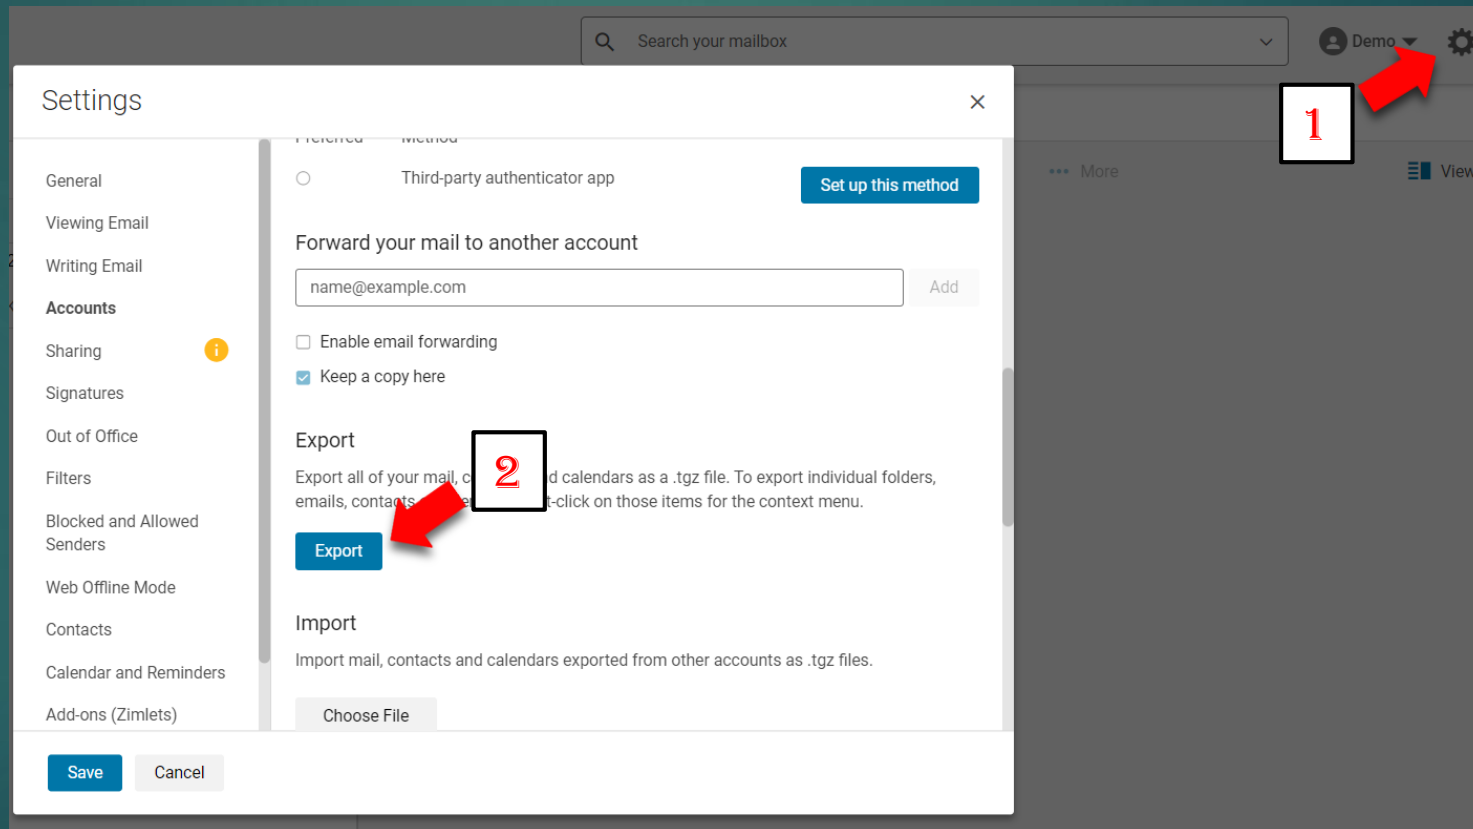 Search your mailbox
Demo
1
Settings
More
View
Preferred Method
General
Third-party authenticator app
Set up this method
Viewing Email
Forward your mail to another account
Writing Email
name@example.com
Add
Accounts
Enable email forwarding
Sharing
Keep a copy here
Signatures
Out of Office
Export
2
Filters
Export all of your mail, c d calendars as a .tgz file. To export individual folders,
emails, contacts t-click on those items for the context menu.
Blocked and Allowed
Senders
Export
Web Offline Mode
Contacts
Import
Import mail, contacts and calendars exported from other accounts as .tgz files.
Calendar and Reminders
Add-ons (Zimlets)
Choose File
Save
Cancel